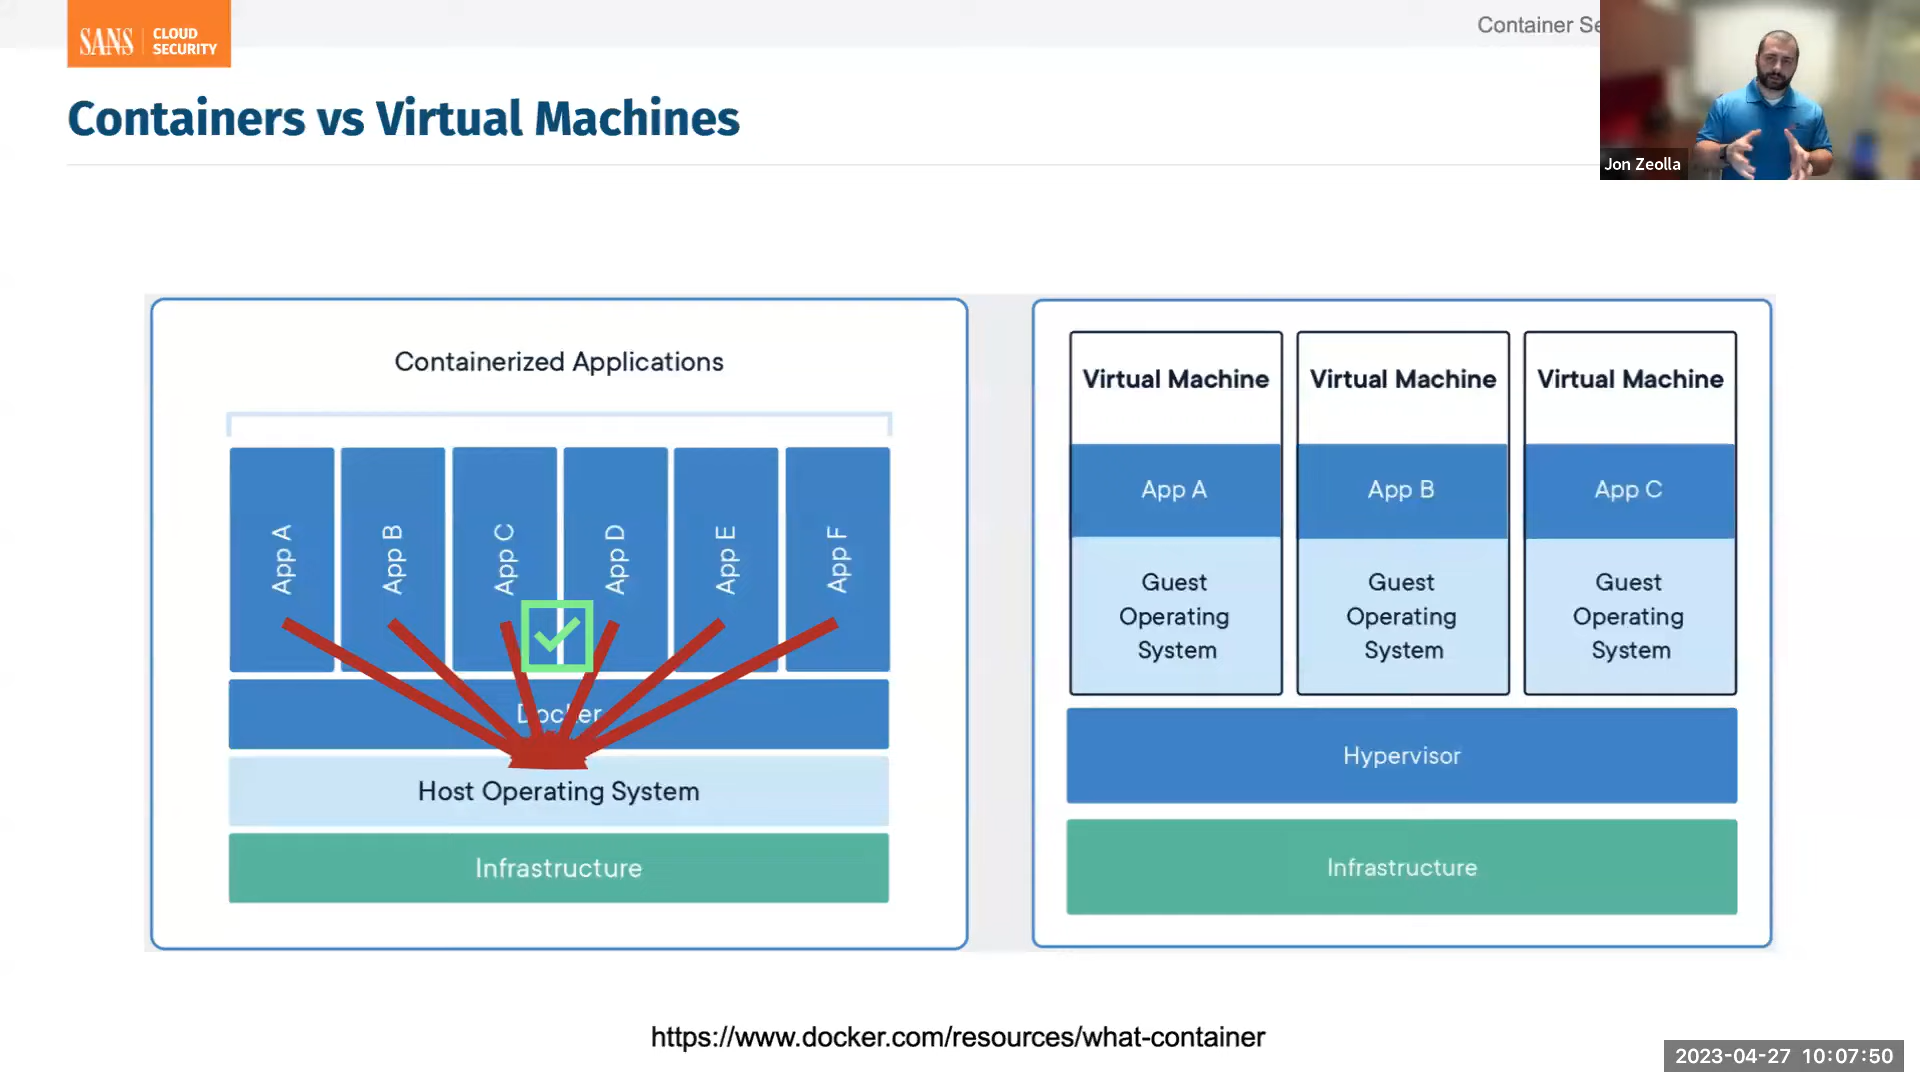 SANS
CLOUD
SECURITY
Container Se
Jon Zeolla
Containers vs Virtual Machines
Containerized Applications
App A
App B
App C
App D
App E
App F
Docker
Host Operating System
Infrastructure
Virtual Machine
App A
Guest
Operating
System
Virtual Machine
App B
Guest
Operating
System
Virtual Machine
App C
Guest
Operating
System
Hypervisor
Infrastructure
https://www.docker.com/resources/what-container
2023-04-27 10:07:50